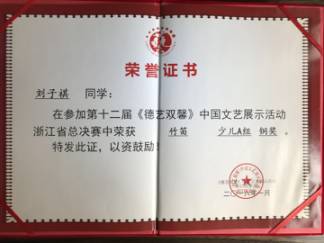 荣誉证书
刘子祺 同学：
在参加第十二届《德艺双馨》中国文艺展示活动
浙江省总决赛中荣获 竹笛 少儿A组 铜奖。
特发此证，以资鼓励！